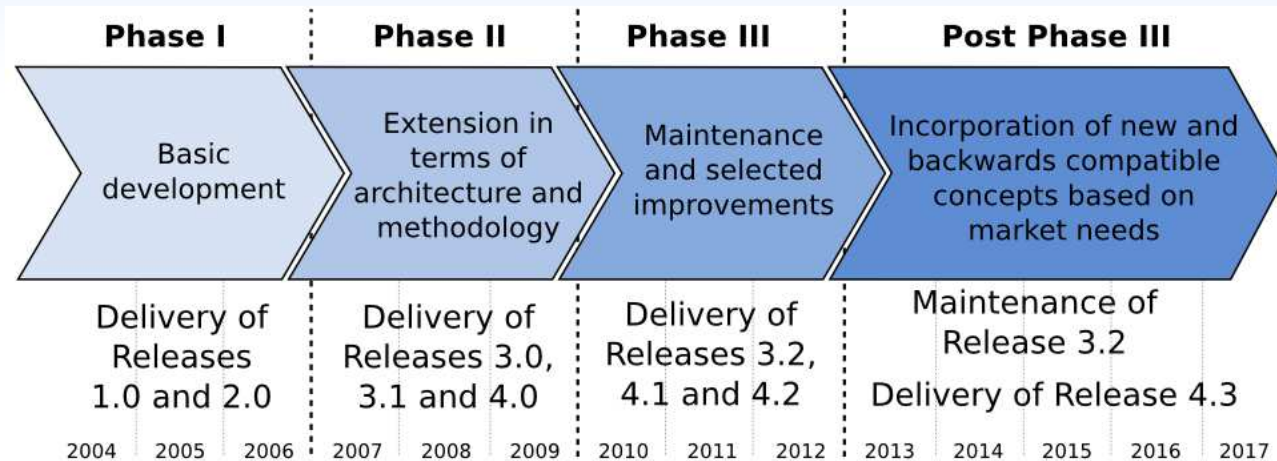 Phase I
Phase II
Phase III
Post Phase III
Basic
development
Extension in
terms of
architecture and
methodology
Maintenance
and selected
improvements
Incorporation of new and
backwards compatible
concepts based on
market needs
Delivery of
Releases
1.0 and 2.0
Delivery of
Releases 3.0,
3.1 and 4.0
Delivery of
Releases 3.2,
4.1 and 4.2
Maintenance of
Release 3.2
Delivery of Release 4.3
2004 2005 2006 2007 2008 2009 2010 2011 2012 2013 2014 2015 2016 2017